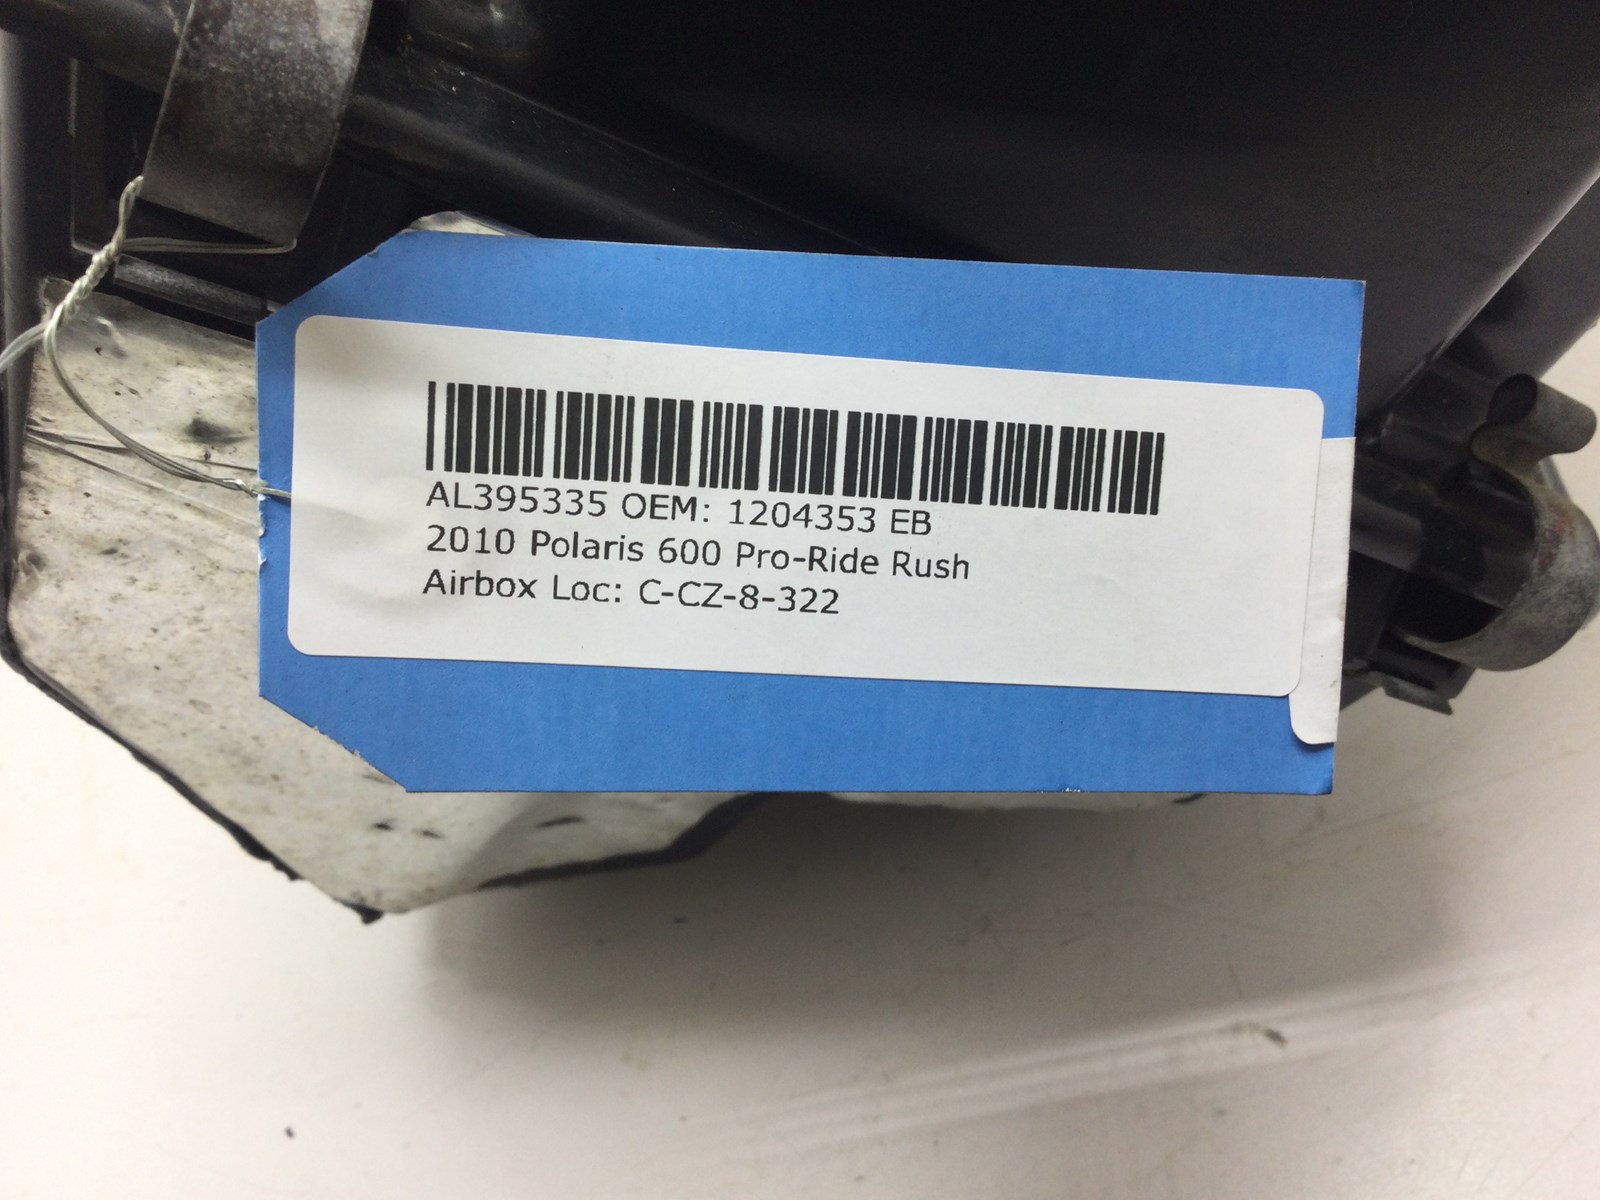 AL395335 OEM: 1204353 EB
2010 Polaris 600 Pro-Ride Rush
Airbox Loc: C-CZ-8-322